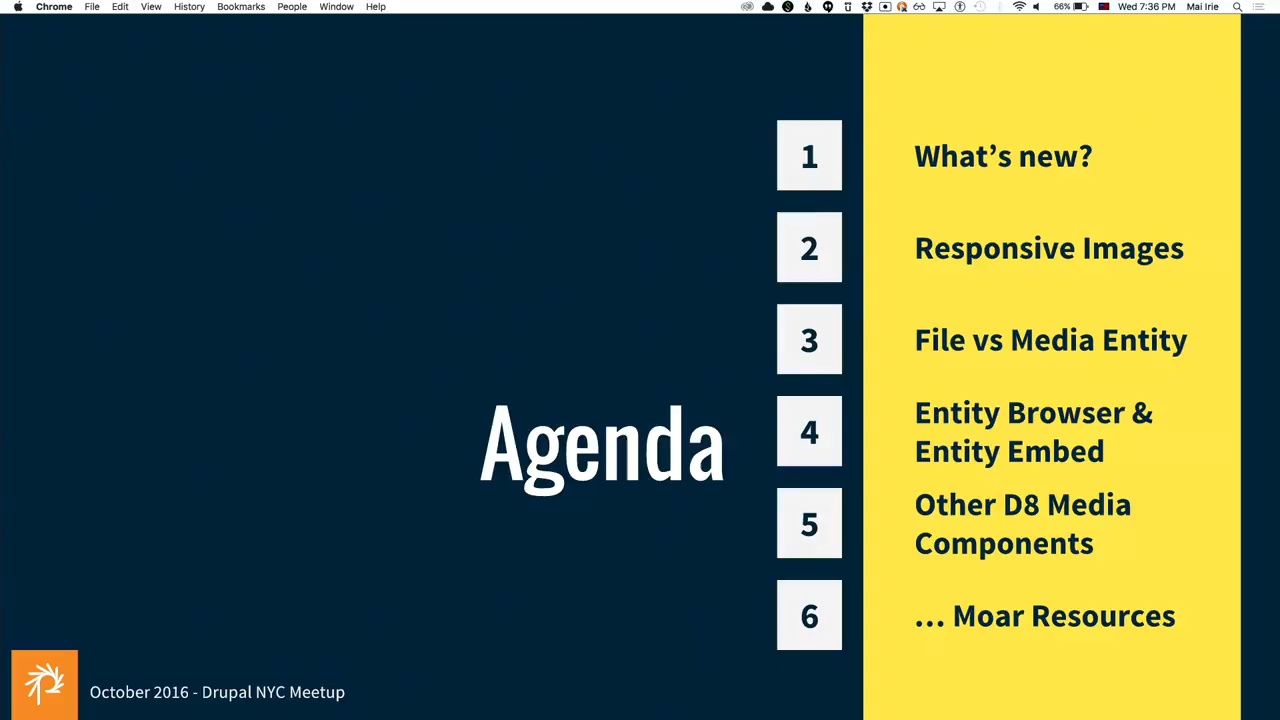 Chrome File Edit View History Bookmarks People Window Help
66% Wed 7:36 PM Mai Irie
1 What’s new?
2 Responsive Images
3 File vs Media Entity
4 Entity Browser &
Entity Embed
Agenda
5 Other D8 Media
Components
6 ... Moar Resources
October 2016 - Drupal NYC Meetup